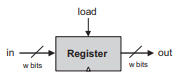 load
in
Register
out
w bits
w bits